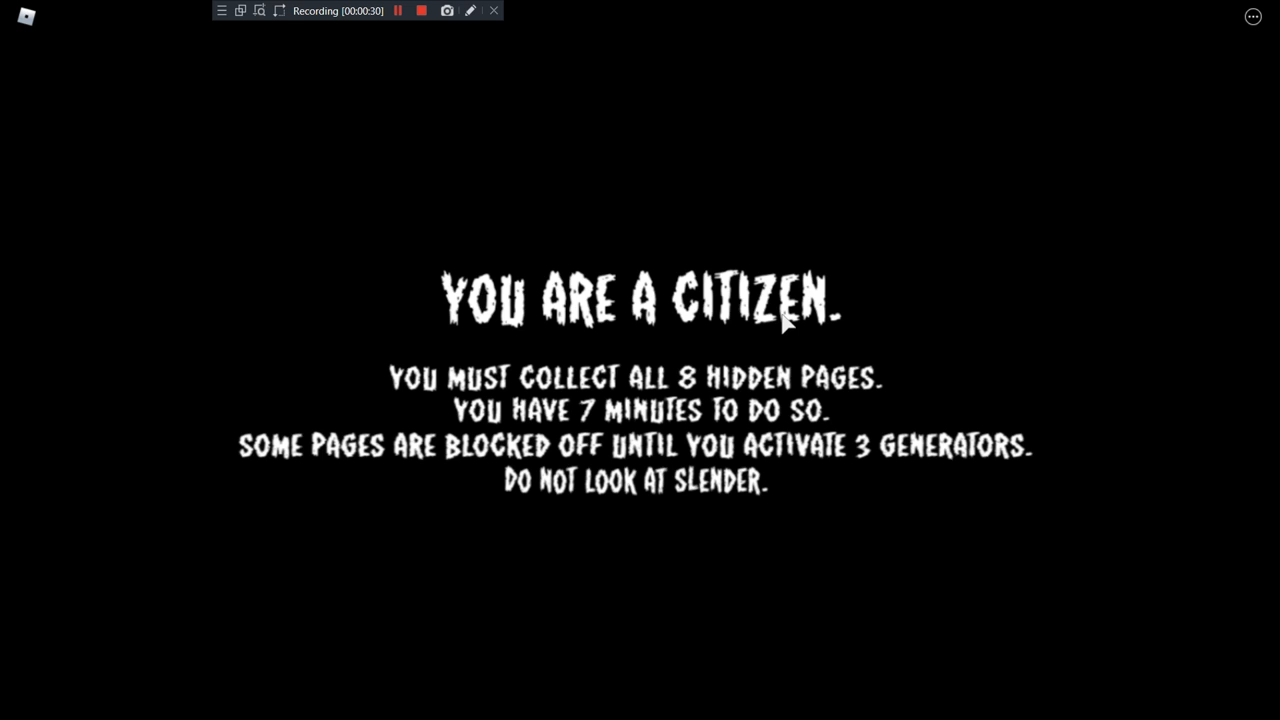 Recording [00:00:30]
YOU ARE A CITIZEN.
YOU MUST COLLECT ALL 8 HIDDEN PAGES.
YOU HAVE 7 MINUTES TO DO SO.
SOME PAGES ARE BLOCKED OFF UNTIL YOU ACTIVATE 3 GENERATORS.
DO NOT LOOK AT SLENDER.